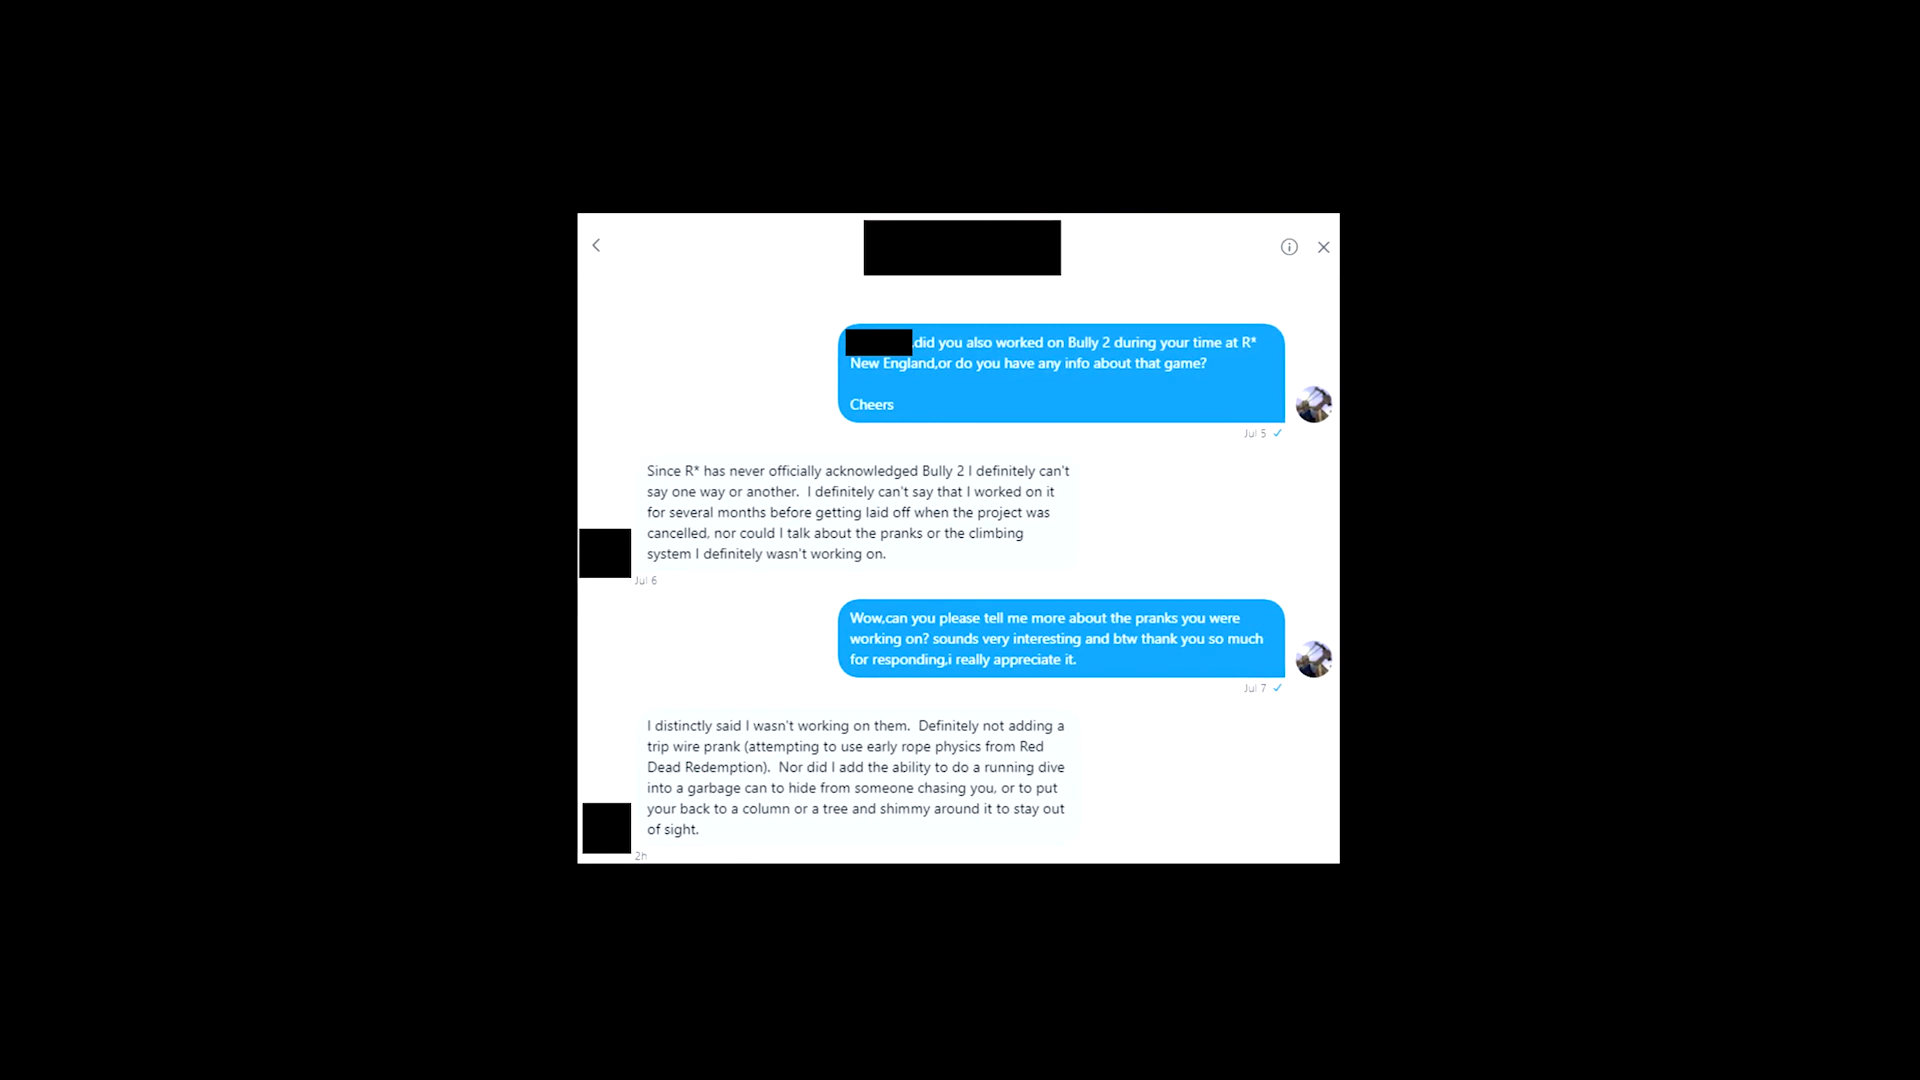 ,did you also worked on Bully 2 during your time at R*
New England,or do you have any info about that game?
Cheers
Jul 5
Since R* has never officially acknowledged Bully 2 I definitely can't
say one way or another.  I definitely can't say that I worked on it
for several months before getting laid off when the project was
cancelled, nor could I talk about the pranks or the climbing
system I definitely wasn't working on.
Jul 6
Wow,can you please tell me more about the pranks you were
working on? sounds very interesting and btw thank you so much
for responding,i really appreciate it.
Jul 7
I distinctly said I wasn't working on them.  Definitely not adding a
trip wire prank (attempting to use early rope physics from Red
Dead Redemption).  Nor did I add the ability to do a running dive
into a garbage can to hide from someone chasing you, or to put
your back to a column or a tree and shimmy around it to stay out
of sight.
2h